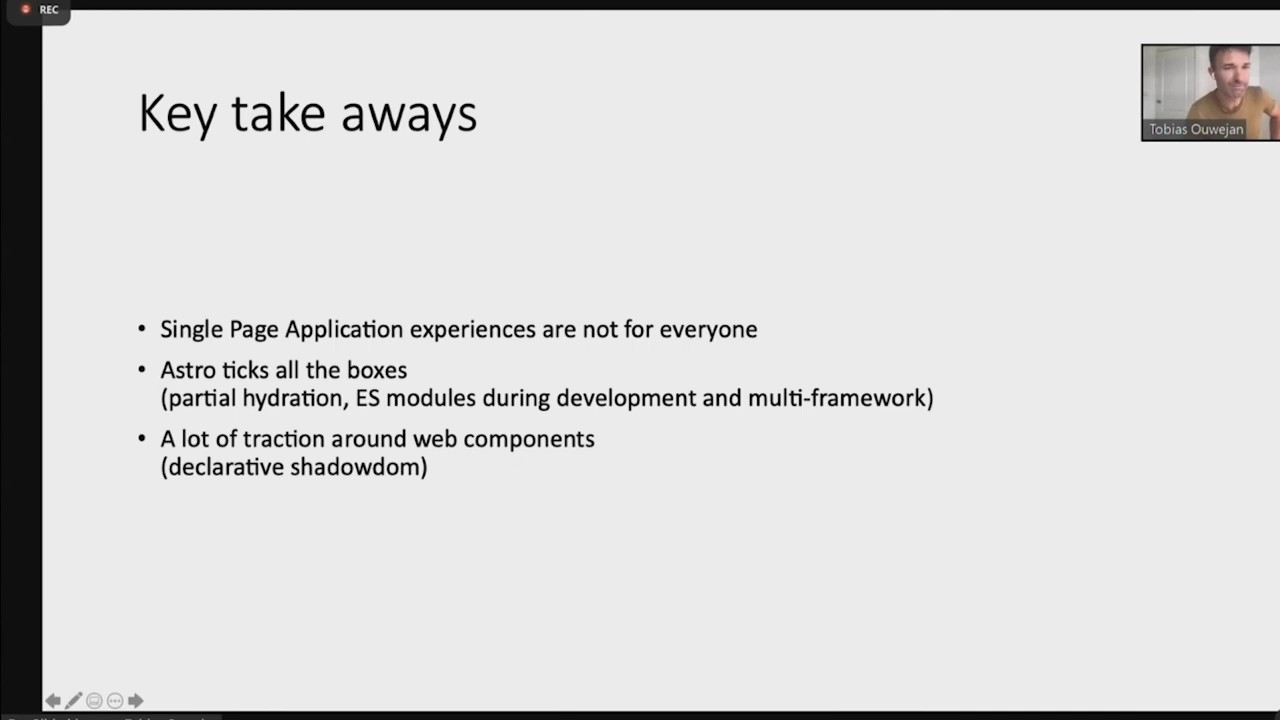 REC
Key take aways
Tobias Ouwejan
• Single Page Application experiences are not for everyone
• Astro ticks all the boxes
(partial hydration, ES modules during development and multi-framework)
• A lot of traction around web components
(declarative shadowdom)